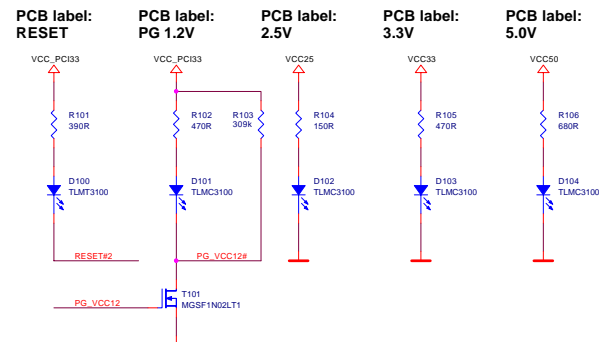 PCB label: PCB label: PCB label: PCB label: PCB label:
RESET PG 1.2V 2.5V 3.3V 5.0V
VCC_PCI33 VCC_PCI33 VCC25 VCC33 VCC50
R101 R102 R103 R104 R105 R106
390R 470R 309k 150R 470R 680R
D100 D101 D102 D103 D104
TLMT3100 TLMC3100 TLMC3100 TLMC3100 TLMC3100
RESET#2 PG_VCC12#
T101
PG_VCC12 MGSF1N02LT1